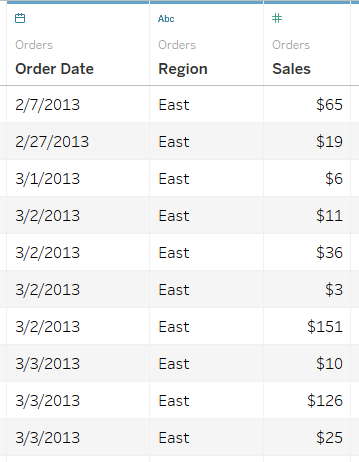 Abc #
Orders Orders Orders
Order Date Region Sales
2/7/2013 East $65
2/27/2013 East $19
3/1/2013 East $6
3/2/2013 East $11
3/2/2013 East $36
3/2/2013 East $3
3/2/2013 East $151
3/3/2013 East $10
3/3/2013 East $126
3/3/2013 East $25